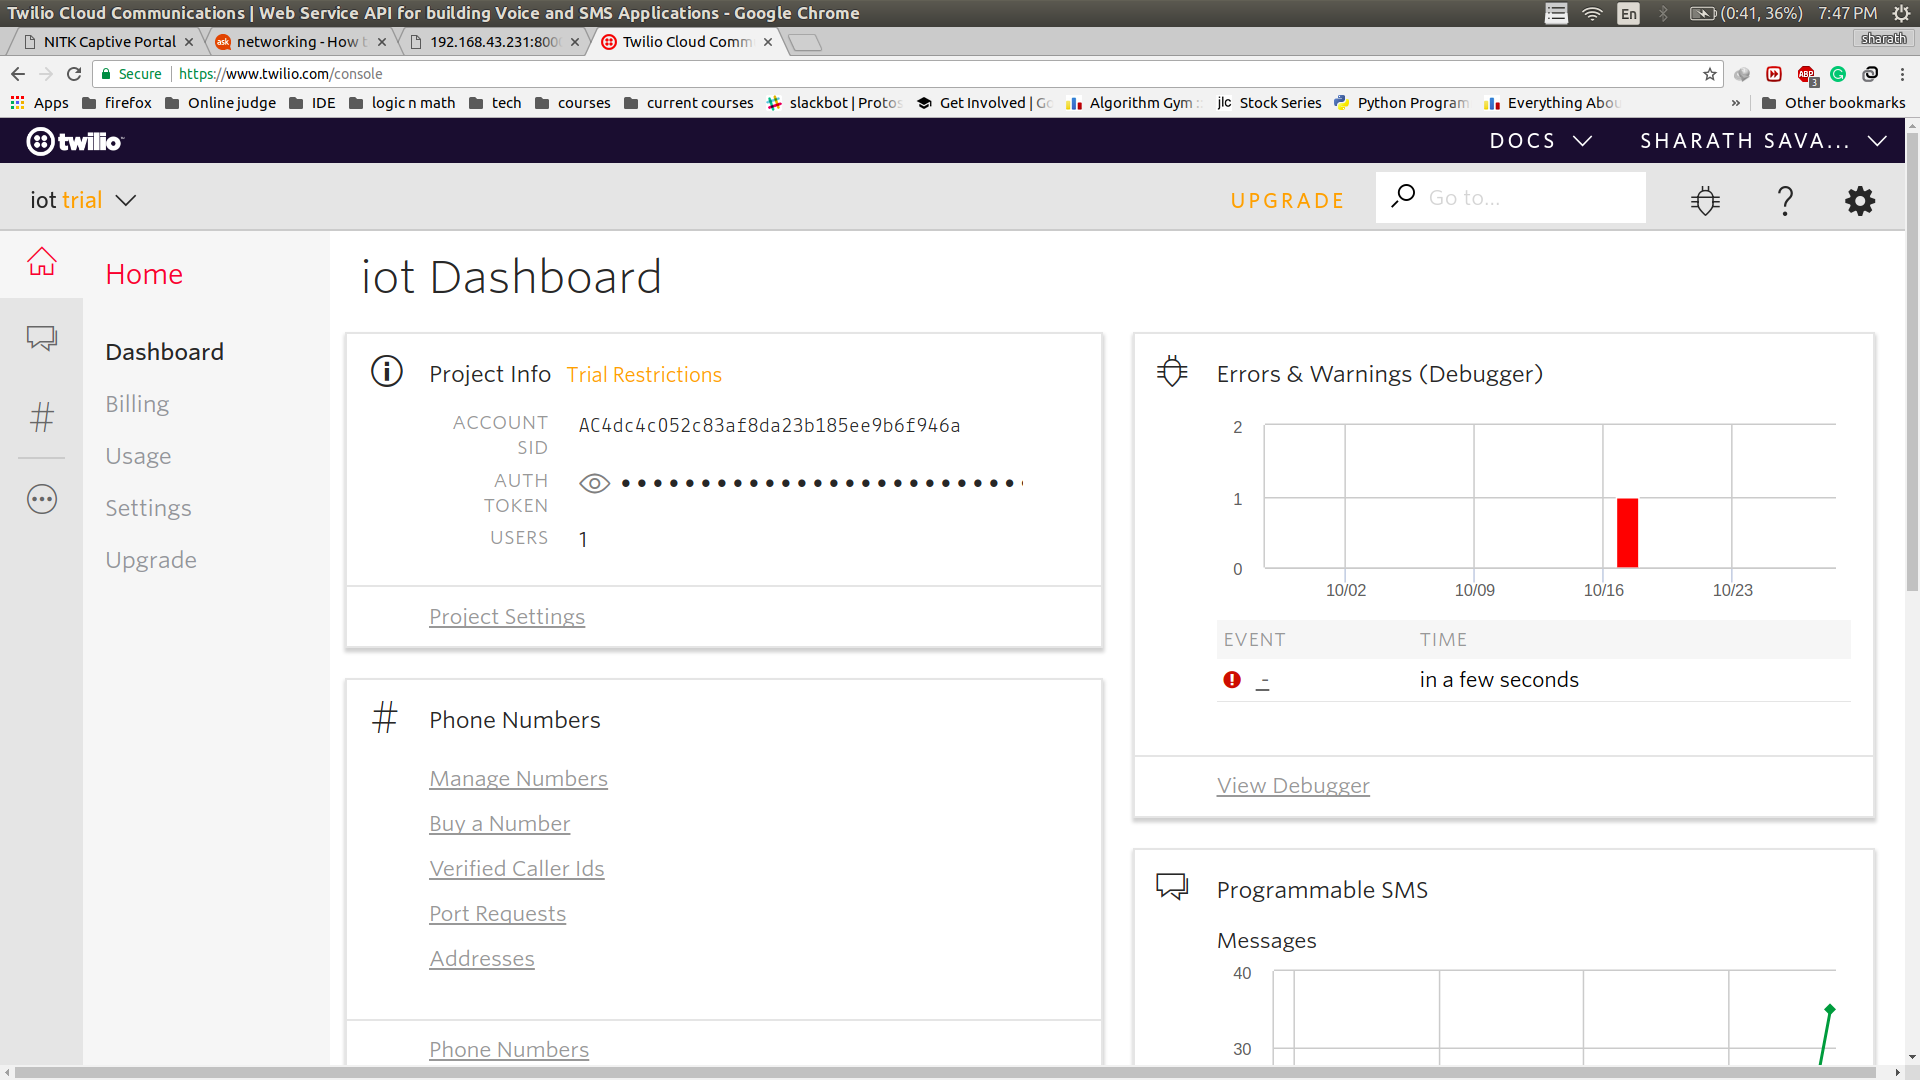 Twilio Cloud Communications | Web Service API for building Voice and SMS Applications - Google Chrome
En
(0:41, 36%)
7:47 PM
NITK Captive Portal
networking - How
192.168.43.231:800
Twilio Cloud Comm
sharath
Secure
https://www.twilio.com/console
ABP
3
Apps
firefox
Online judge
IDE
logic n math
tech
courses
current courses
slackbot | Protos
Get Involved | Go
Algorithm Gym
jlc
Stock Series
Python Program
Everything Abou
»
Other bookmarks
twilio
DOCS
SHARATH SAVA...
iot trial
UPGRADE
Go to...
?
Home
Dashboard
Billing
Usage
Settings
Upgrade
#
iot Dashboard
Project Info
Trial Restrictions
ACCOUNT SID
AC4dc4c052c83af8da23b185ee9b6f946a
AUTH TOKEN
USERS
1
Project Settings
#
Phone Numbers
Manage Numbers
Buy a Number
Verified Caller Ids
Port Requests
Addresses
Phone Numbers
Errors & Warnings (Debugger)
2
1
0
10/02
10/09
10/16
10/23
EVENT
TIME
-
in a few seconds
View Debugger
Programmable SMS
Messages
40
30